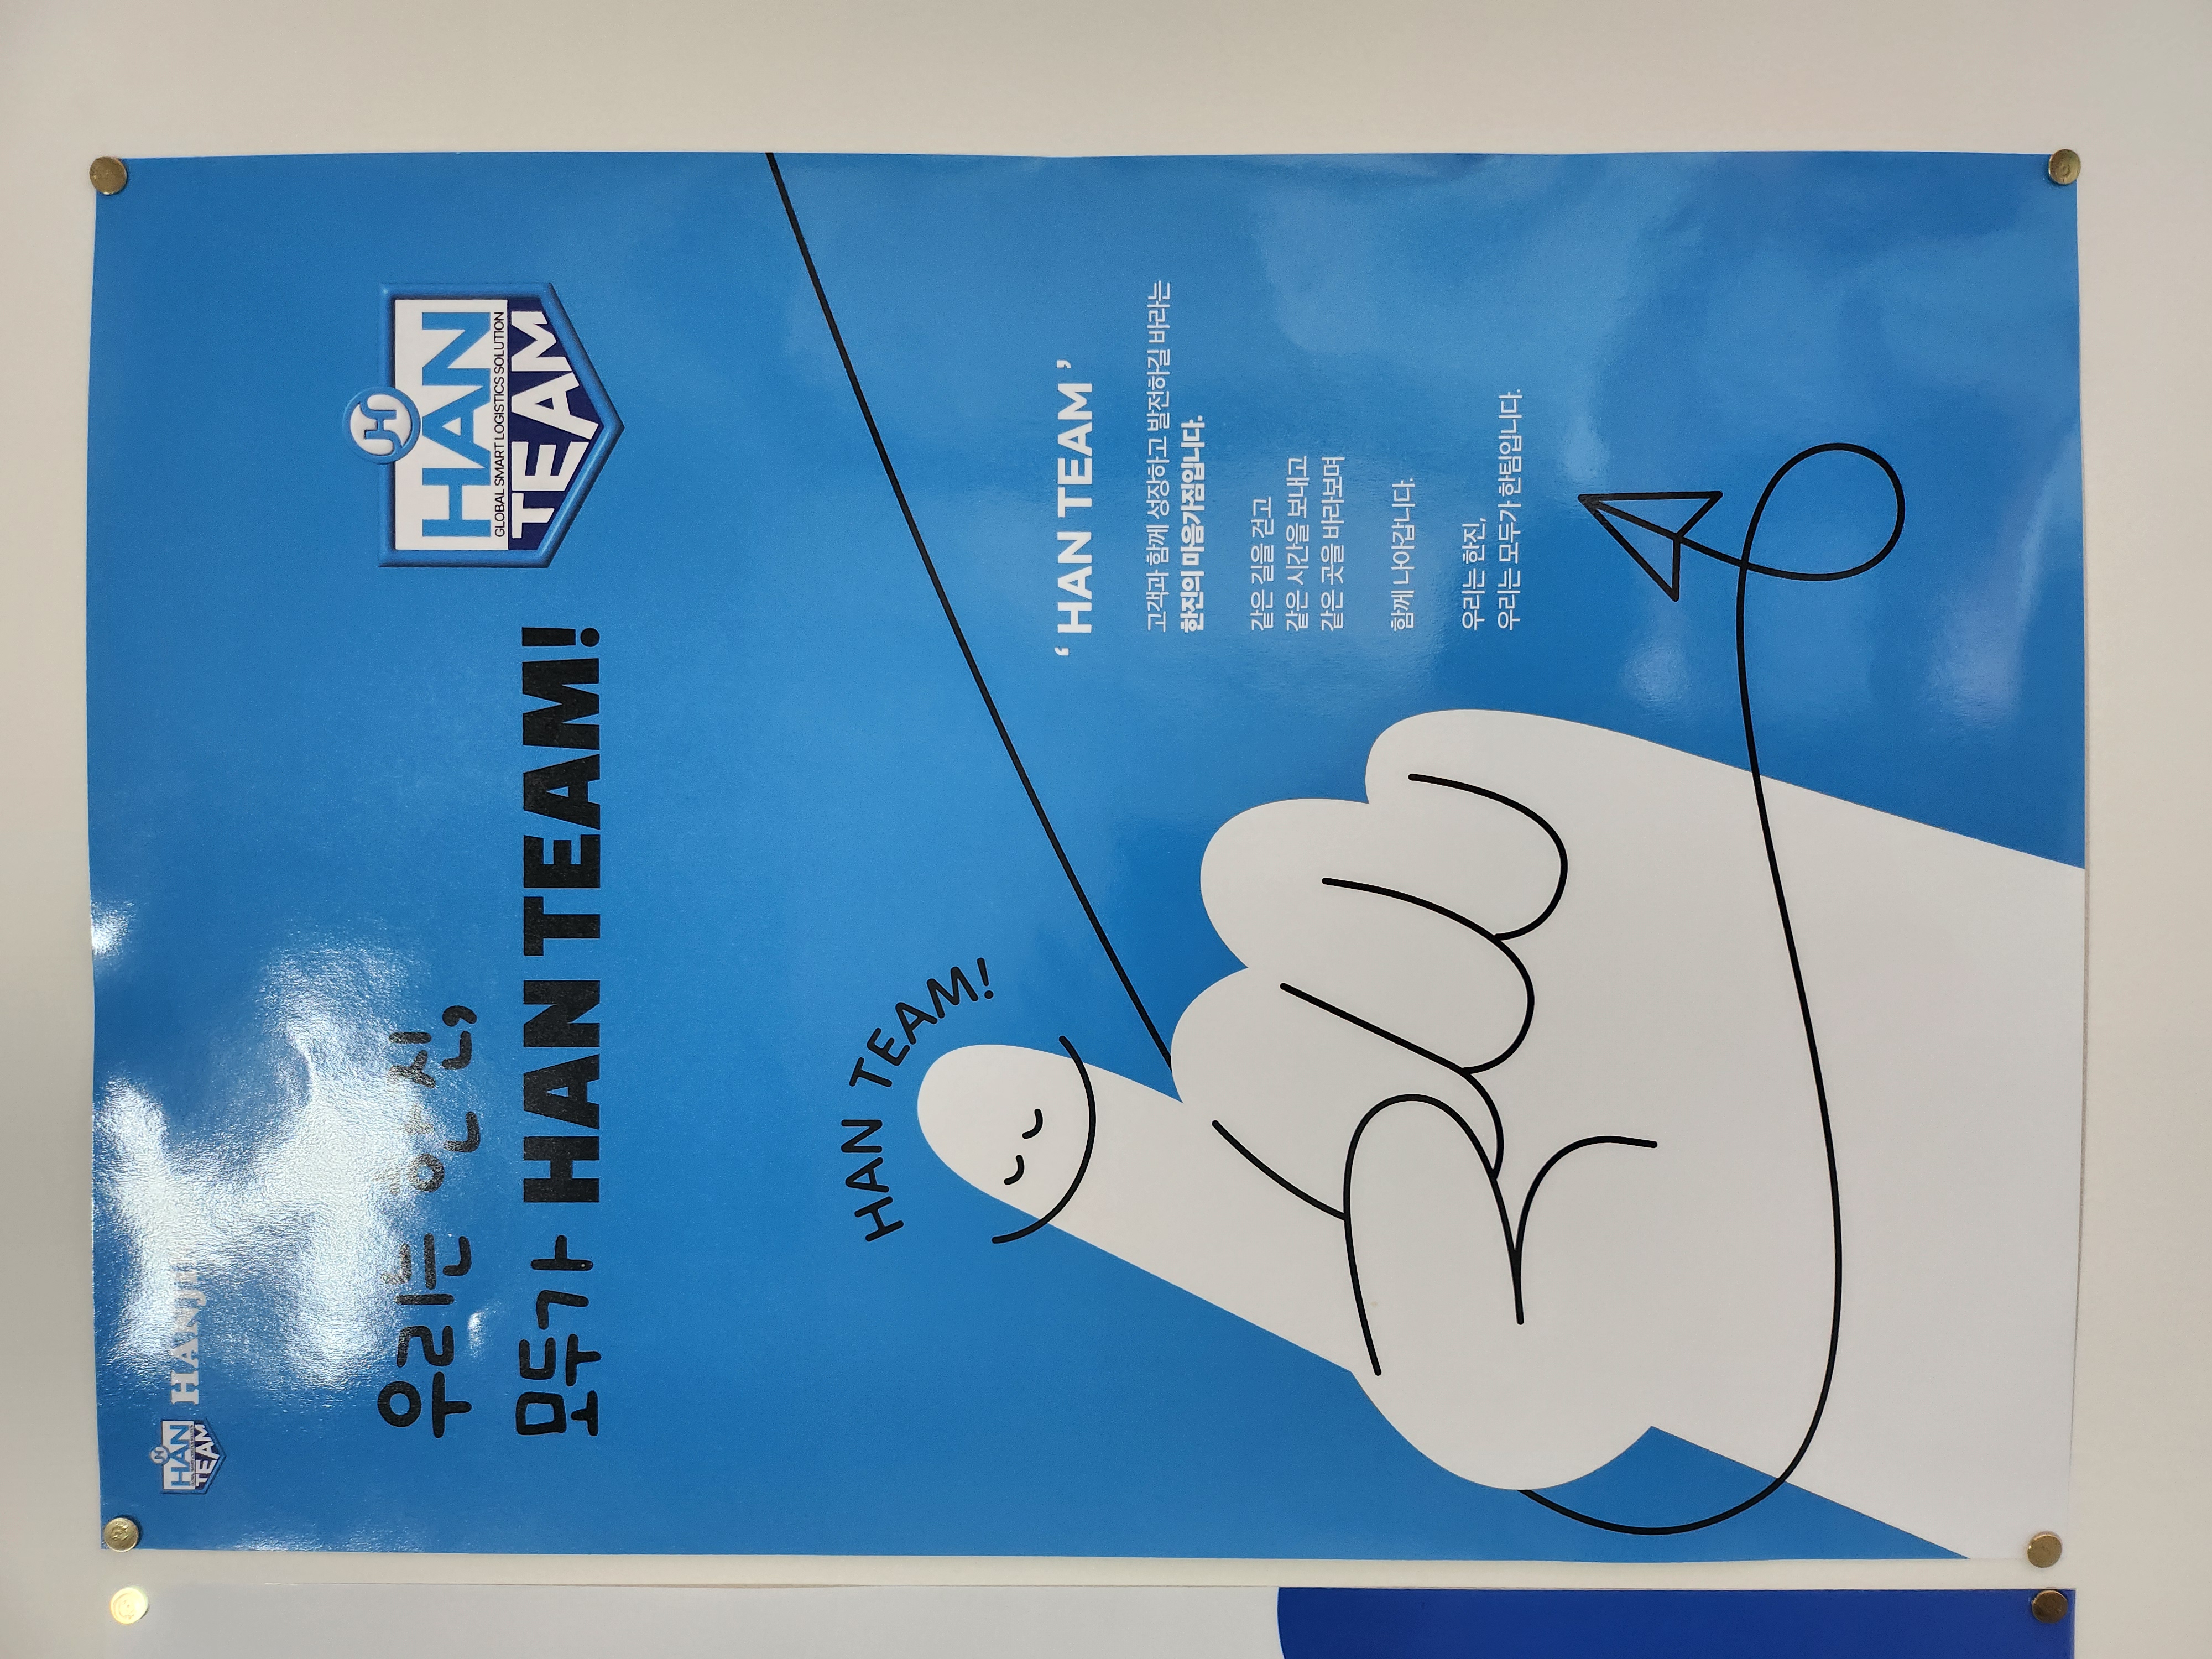 HAN
TEAM
HANJIN
우리는 한진,
모두가 HAN TEAM!
HAN
GLOBAL SMART LOGISTICS SOLUTION
TEAM
HAN TEAM!
‘ HAN TEAM ’
고객과 함께 성장하고 발전하길 바라는
한진의 마음가짐입니다.
같은 길을 걷고
같은 시간을 보내고
같은 곳을 바라보며
함께 나아갑니다.
우리는 한진,
우리는 모두가 한팀입니다.